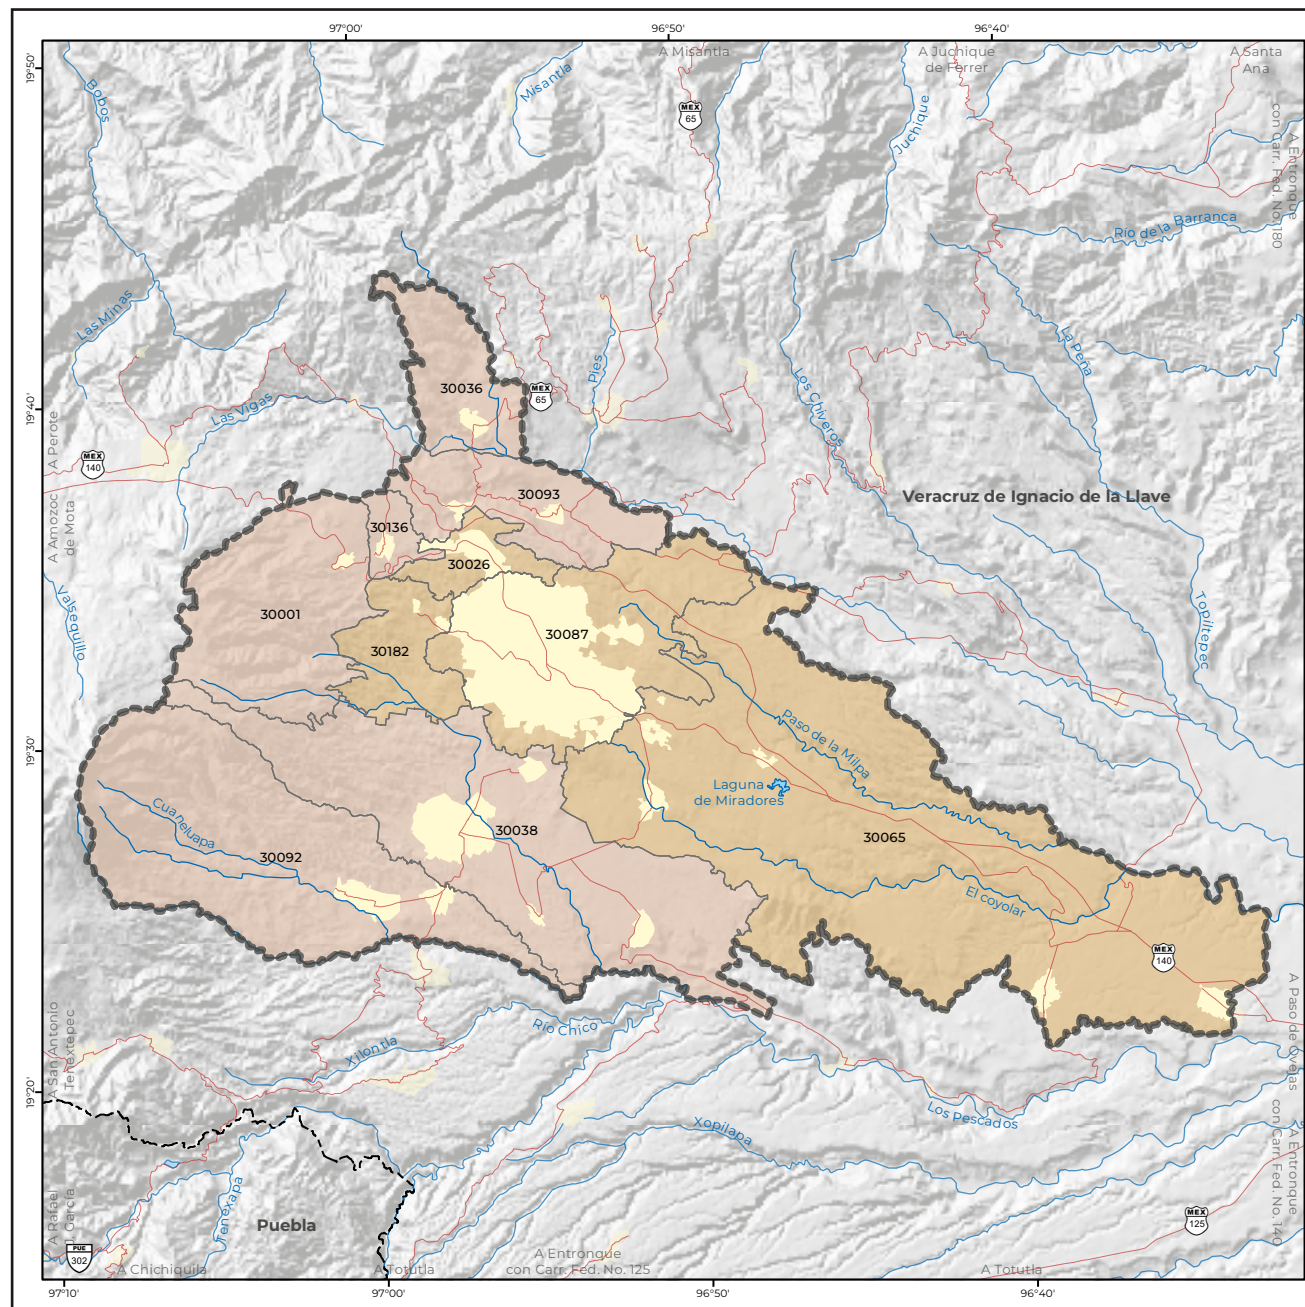 97°00'
96°50'
96°40'
19°50'
A Misantla
A Juchique
de Ferrer
A Santa
Ana
Bobos
Misantla
MEX
65
Juchique
A Entronque
con Carr. Fed. No. 180
Río de la Barranca
Las Minas
La Peña
Pies
Los Chiveros
30036
MEX
65
19°40'
Las Vigas
A Perote
MEX
140
30093
Veracruz de Ignacio de la Llave
A Amozoc
de Mota
30136
30026
Valsequillo
30001
30087
Topiltepec
30182
19°30'
Paso de la Milpa
Laguna
de Miradores
Cuaneluapa
30038
30065
30092
El coyolar
MEX
140
A San Antonio
Tenextepec
Río Chico
Xilontla
A Paso de Ovejas
19°20'
Los Pescados
Xopilapa
A Entronque
con Carr. Fed. No. 140
Tenexapa
A Rafael
J. García
Puebla
MEX
125
PUE
302
A Chichiquila
A Totutla
A Entronque
con Carr. Fed. No. 125
A Totutla
97°10'
97°00'
96°50'
96°40'